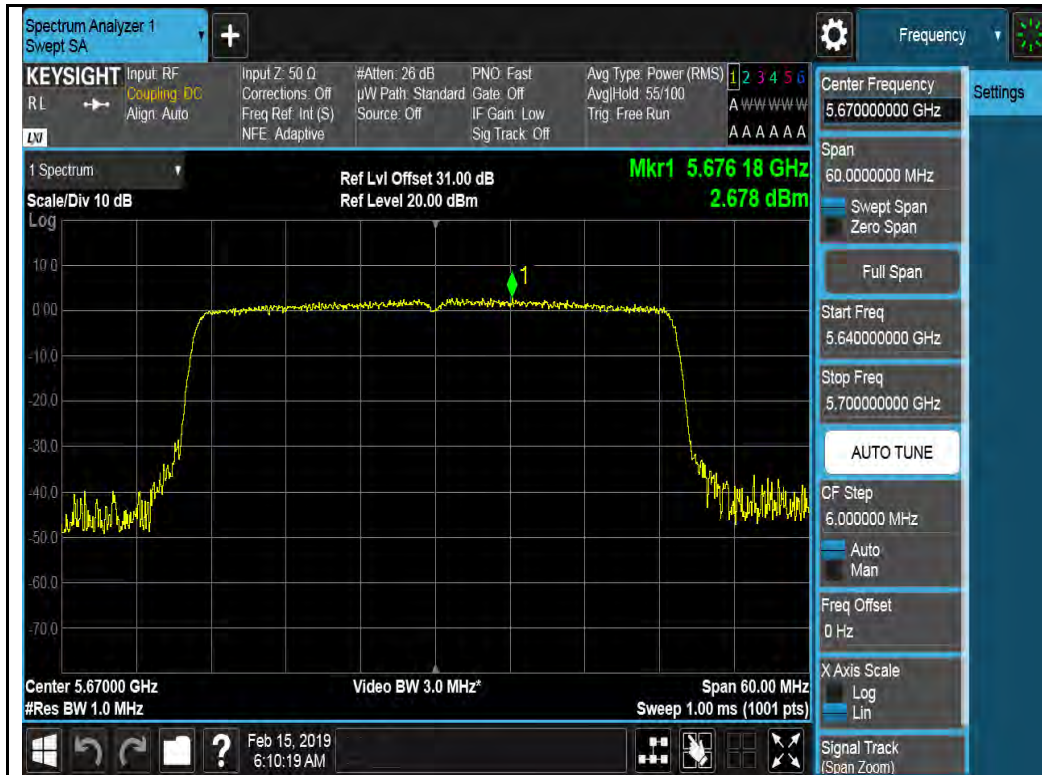 Spectrum Analyzer 1
Swept SA
+
Frequency
KEYSIGHT
R L
LXI
Input: RF
Coupling: DC
Align: Auto
Input Z: 50 Ω
Corrections: Off
Freq Ref: Int (S)
NFE: Adaptive
#Atten: 26 dB
µW Path: Standard
Source: Off
PNO: Fast
Gate: Off
IF Gain: Low
Sig Track: Off
Avg Type: Power (RMS)
Avg|Hold: 55/100
Trig: Free Run
1 2 3 4 5 6
A W W W W W
A A A A A A
1 Spectrum
Scale/Div 10 dB
Ref Lvl Offset 31.00 dB
Ref Level 20.00 dBm
Mkr1 5.676 18 GHz
2.678 dBm
Log
10.0
0.00
-10.0
-20.0
-30.0
-40.0
-50.0
-60.0
-70.0
1
Center 5.67000 GHz
#Res BW 1.0 MHz
Video BW 3.0 MHz*
Span 60.00 MHz
Sweep 1.00 ms (1001 pts)
Center Frequency
5.670000000 GHz
Span
60.0000000 MHz
Swept Span
Zero Span
Full Span
Start Freq
5.640000000 GHz
Stop Freq
5.700000000 GHz
AUTO TUNE
CF Step
6.000000 MHz
Auto
Man
Freq Offset
0 Hz
X Axis Scale
Log
Lin
Signal Track
(Span Zoom)
Settings
?
Feb 15, 2019
6:10:19 AM